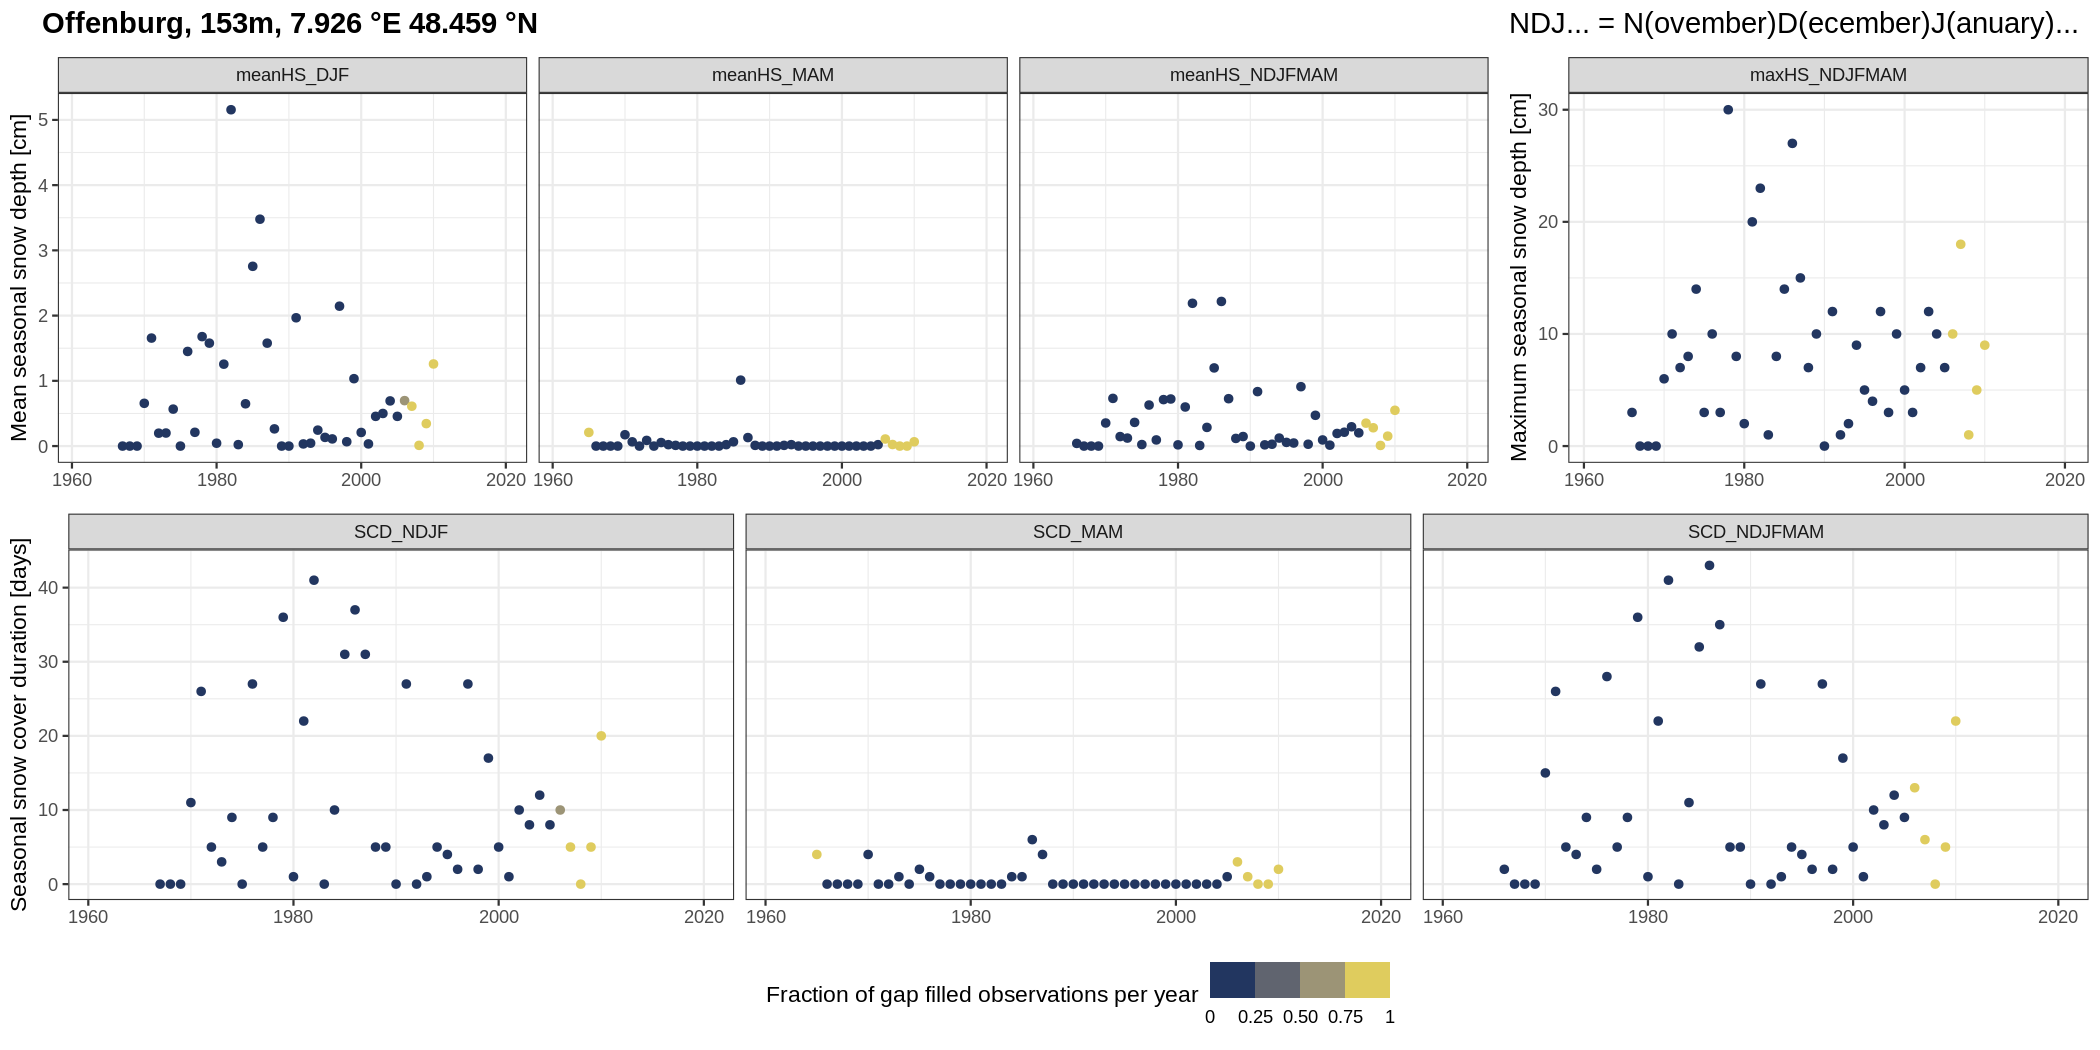 Offenburg, 153m, 7.926 °E 48.459 °N
NDJ... = N(ovember)D(ecember)J(anuary)...
meanHS_DJF
meanHS_MAM
meanHS_NDJFMAM
maxHS_NDJFMAM
Mean seasonal snow depth [cm]
5
4
3
2
1
0
1960 1980 2000 2020
1960 1980 2000 2020
1960 1980 2000 2020
Maximum seasonal snow depth [cm]
30
20
10
0
1960 1980 2000 2020
SCD_NDJF
SCD_MAM
SCD_NDJFMAM
Seasonal snow cover duration [days]
40
30
20
10
0
1960 1980 2000 2020
1960 1980 2000 2020
1960 1980 2000 2020
Fraction of gap filled observations per year
0 0.25 0.50 0.75 1